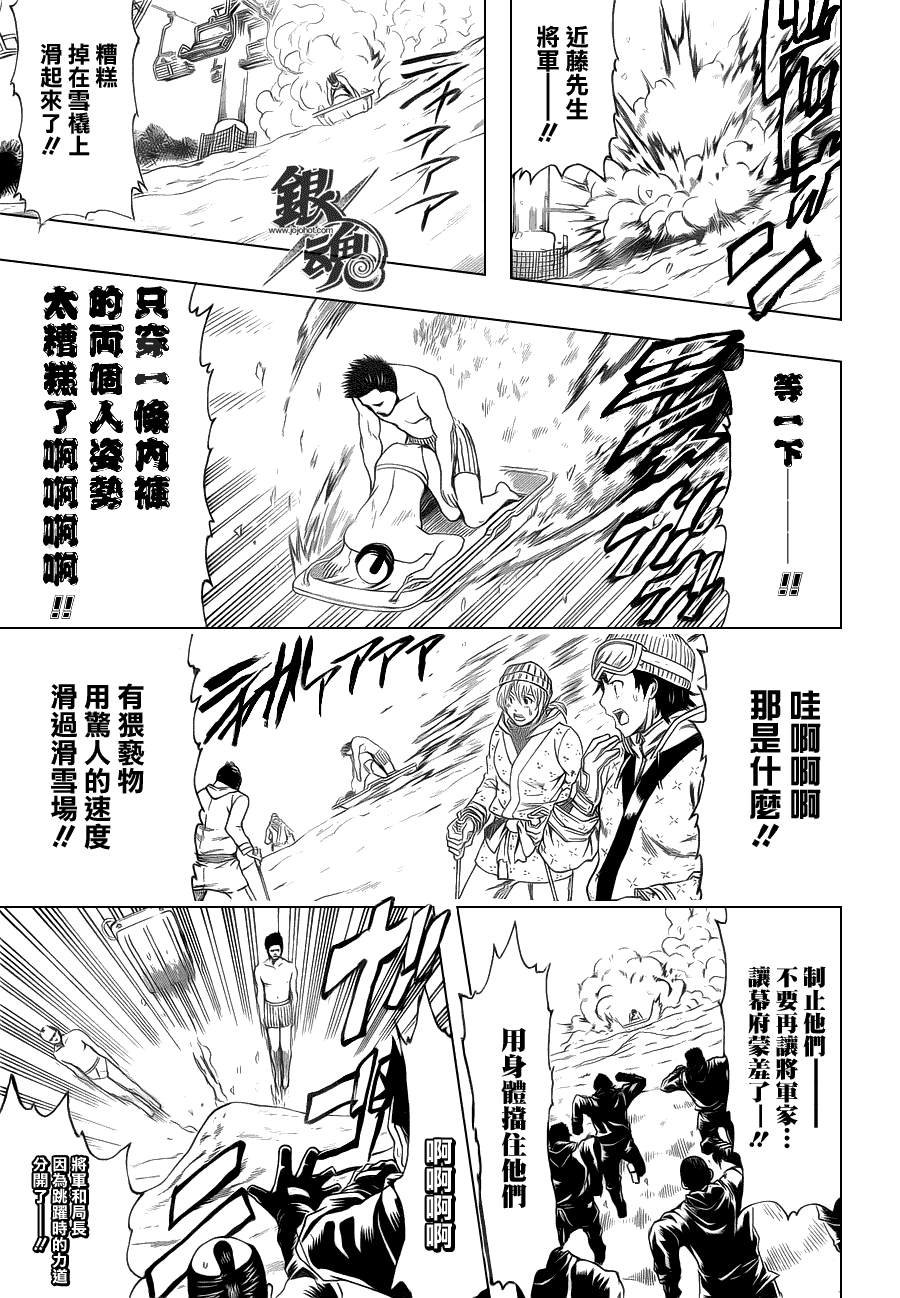 近藤先生
將軍——!!
ドドォン
糟糕
掉在雪橇上
滑起來了!!
銀魂
www.jojohot.com
等一下——!!
只穿一條內褲
的両個人姿勢
太糟糕了啊啊啊啊!!
哇啊啊啊
那是什麼!!
有猥褻物
用驚人的速度
滑過滑雪場!!
制止他們——
不要再讓將軍家…
讓幕府蒙羞了—!!
用身體擋住他們
將軍和局長
因為跳躍時的力道
分開了——!!